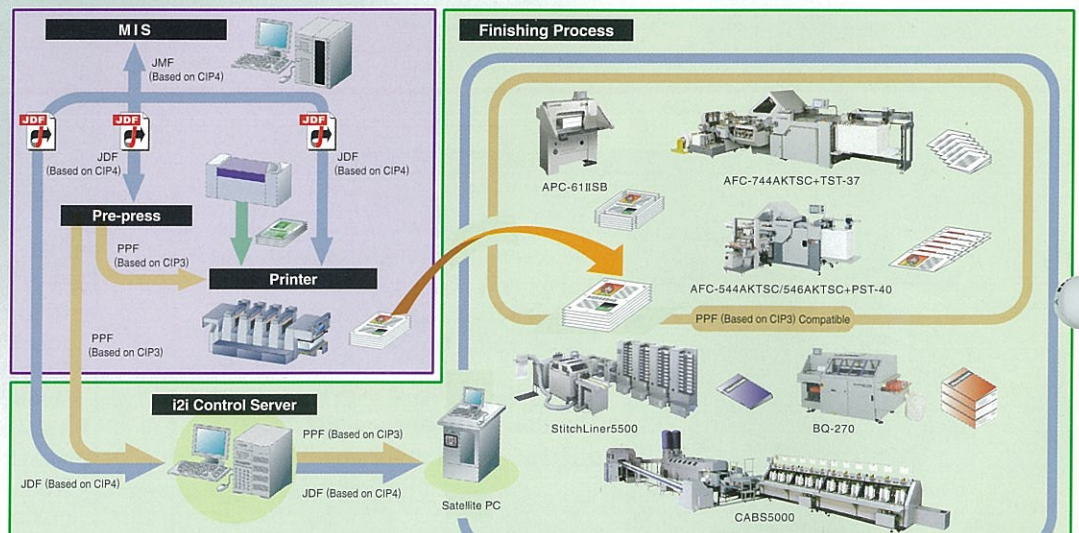 MIS
JMF
(Based on CIP4)
JDF
JDF
JDF
JDF
(Based on CIP4)
JDF
(Based on CIP4)
Pre-press
PPF
(Based on CIP3)
Printer
PPF
(Based on CIP3)
i2i Control Server
JDF (Based on CIP4)
PPF (Based on CIP3)
JDF (Based on CIP4)
Satellite PC
Finishing Process
APC-61ⅡSB
AFC-744AKTSC+TST-37
AFC-544AKTSC/546AKTSC+PST-40
PPF (Based on CIP3) Compatible
StitchLiner5500
BQ-270
CABS5000